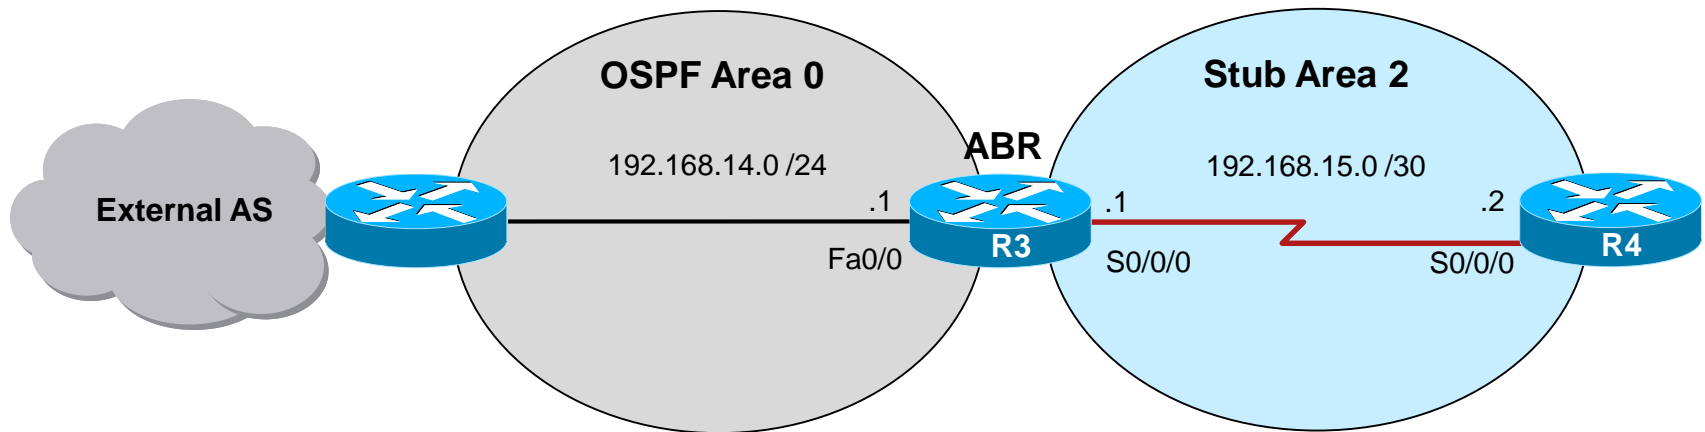 OSPF Area 0
Stub Area 2
ABR
192.168.14.0 /24
192.168.15.0 /30
External AS
.1
.1
.2
R3
R4
Fa0/0
S0/0/0
S0/0/0